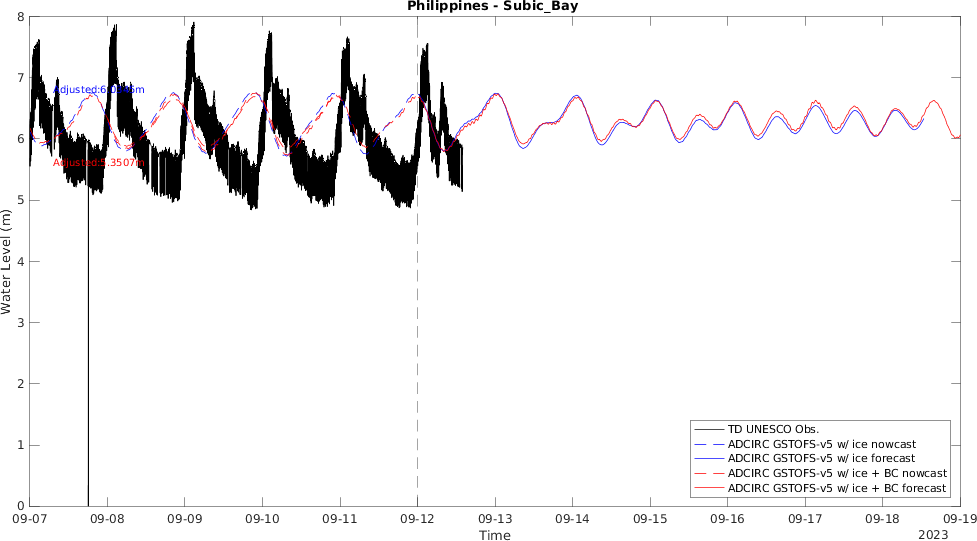 Philippines - Subic_Bay
8
7
6
5
4
3
2
1
0
Water Level (m)
Adjusted:5.3507m
09-07 09-08 09-09 09-10 09-11 09-12 09-13 09-14 09-15 09-16 09-17 09-18 09-19
Time
2023
TD UNESCO Obs.
ADCIRC GSTOFS-v5 w/ ice nowcast
ADCIRC GSTOFS-v5 w/ ice forecast
ADCIRC GSTOFS-v5 w/ ice + BC nowcast
ADCIRC GSTOFS-v5 w/ ice + BC forecast